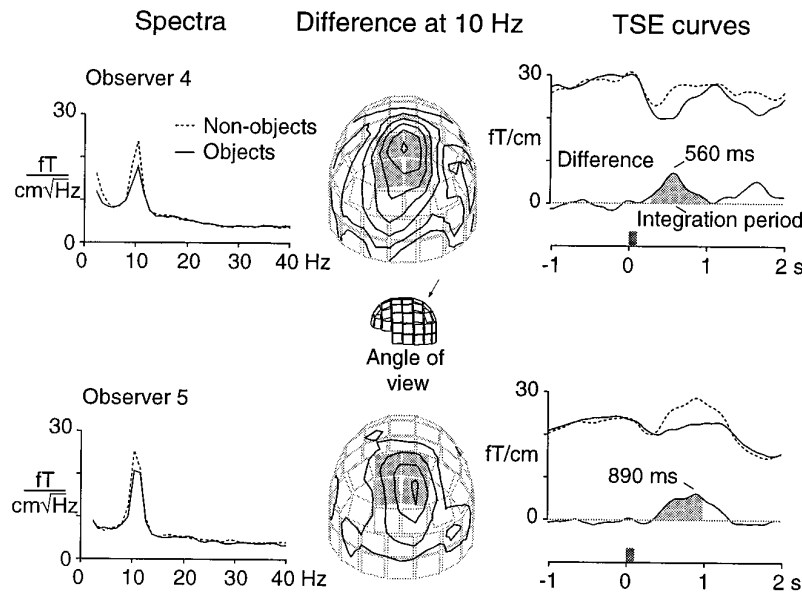 Spectra
Difference at 10 Hz
TSE curves
Observer 4
30
fT
cm√Hz
0
Non-objects
Objects
0 10 20 30 40 Hz
30
fT/cm
0
Difference
560 ms
Integration period
-1 0 1 2 s
Angle of
view
Observer 5
30
fT
cm√Hz
0
0 10 20 30 40 Hz
30
fT/cm
0
890 ms
-1 0 1 2 s